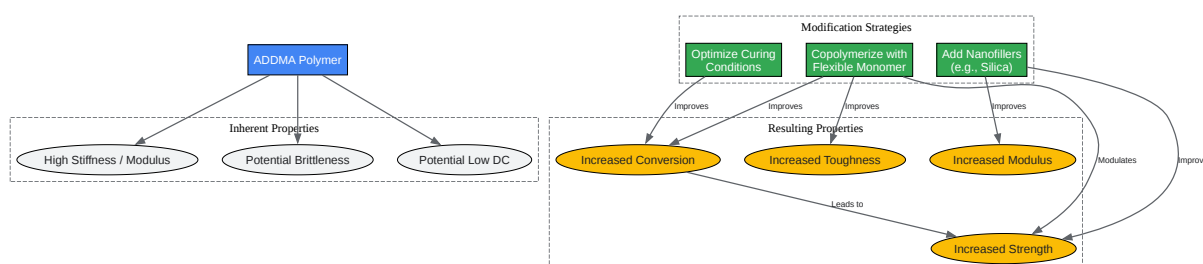 Modification Strategies
ADDMA Polymer
Optimize Curing
Conditions
Copolymerize with
Flexible Monomer
Add Nanofillers
(e.g., Silica)
Improves
Improves
Improves
Improves
Inherent Properties
Resulting Properties
High Stiffness / Modulus
Potential Brittleness
Potential Low DC
Increased Conversion
Increased Toughness
Increased Modulus
Modulates
Improv
Leads to
Increased Strength